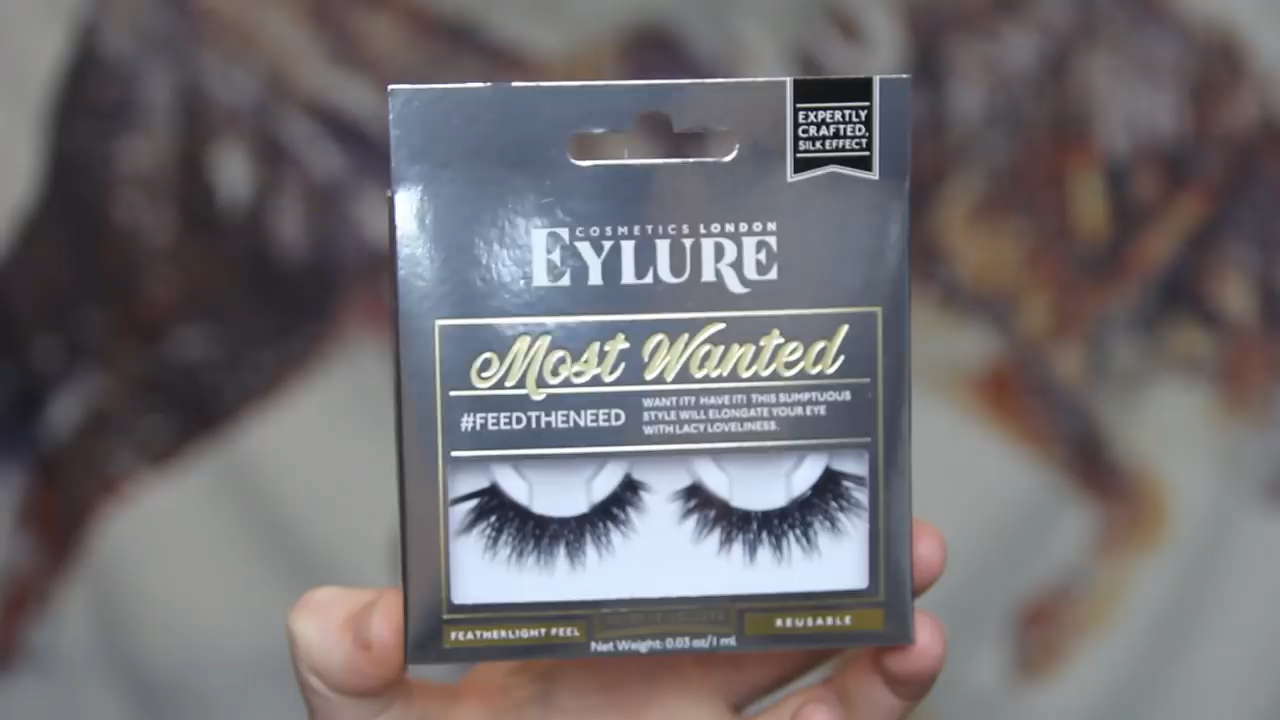 EXPERTLY
CRAFTED,
SILK EFFECT
COSMETICS LONDON
EYLURE
Most Wanted
#FEEDTHENEED
WANT IT? HAVE IT! THIS SUMPTUOUS
STYLE WILL ELONGATE YOUR EYE
WITH LACY LOVELINESS.
FEATHERLIGHT FEEL
REUSABLE
Net Weight: 0.03 oz/1 ml